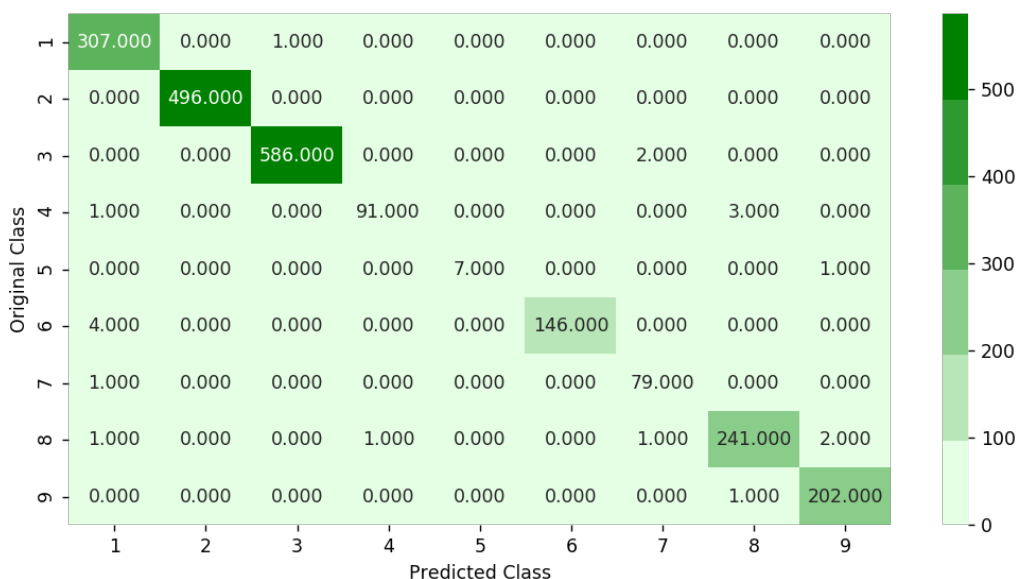 1 307.000 0.000 1.000 0.000 0.000 0.000 0.000 0.000 0.000
2 0.000 496.000 0.000 0.000 0.000 0.000 0.000 0.000 0.000
3 0.000 0.000 586.000 0.000 0.000 0.000 2.000 0.000 0.000
4 1.000 0.000 0.000 91.000 0.000 0.000 0.000 3.000 0.000
5 0.000 0.000 0.000 0.000 7.000 0.000 0.000 0.000 1.000
6 4.000 0.000 0.000 0.000 0.000 146.000 0.000 0.000 0.000
7 1.000 0.000 0.000 0.000 0.000 0.000 79.000 0.000 0.000
8 1.000 0.000 0.000 1.000 0.000 0.000 1.000 241.000 2.000
9 0.000 0.000 0.000 0.000 0.000 0.000 0.000 1.000 202.000
1 2 3 4 5 6 7 8 9
Predicted Class
Original Class
500
400
300
200
100
0